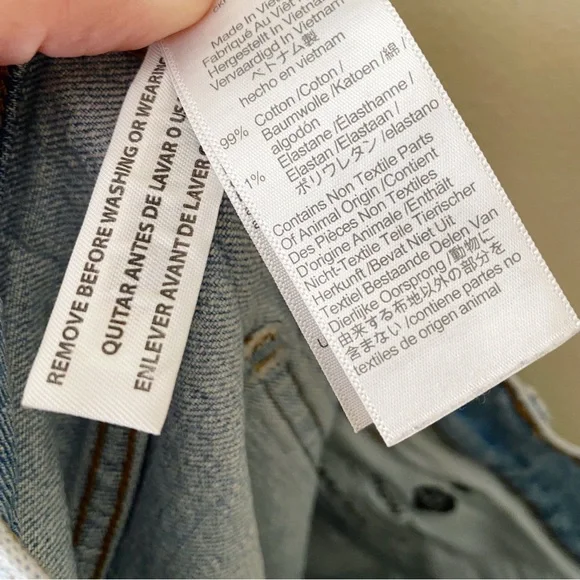 Made in Vietnam
Fabriqué Au Viêtnam
Hergestellt in Vietnam
Vervaardigd In Vietnam
ベトナム製
hecho en vietnam
99% Cotton /Coton /
Baumwolle /Katoen /綿 /
algodón
1% Elastane /Elasthanne /
Elastan /Elastaan /
ポリウレタン /elastano
Contains Non Textile Parts
Of Animal Origin /Contient
Des Pièces Non Textiles
D'origine Animale /Enthält
Nicht-Textile Teile Tierischer
Herkunft /Bevat Niet Uit
Textiel Bestaande Delen Van
Dierlijke Oorsprong /動物に
由来する布地以外の部分を
含まない /contiene partes no
textiles de origen animal
REMOVE BEFORE WASHING OR WEARING
QUITAR ANTES DE LAVAR O
ENLEVER AVANT DE LAVER